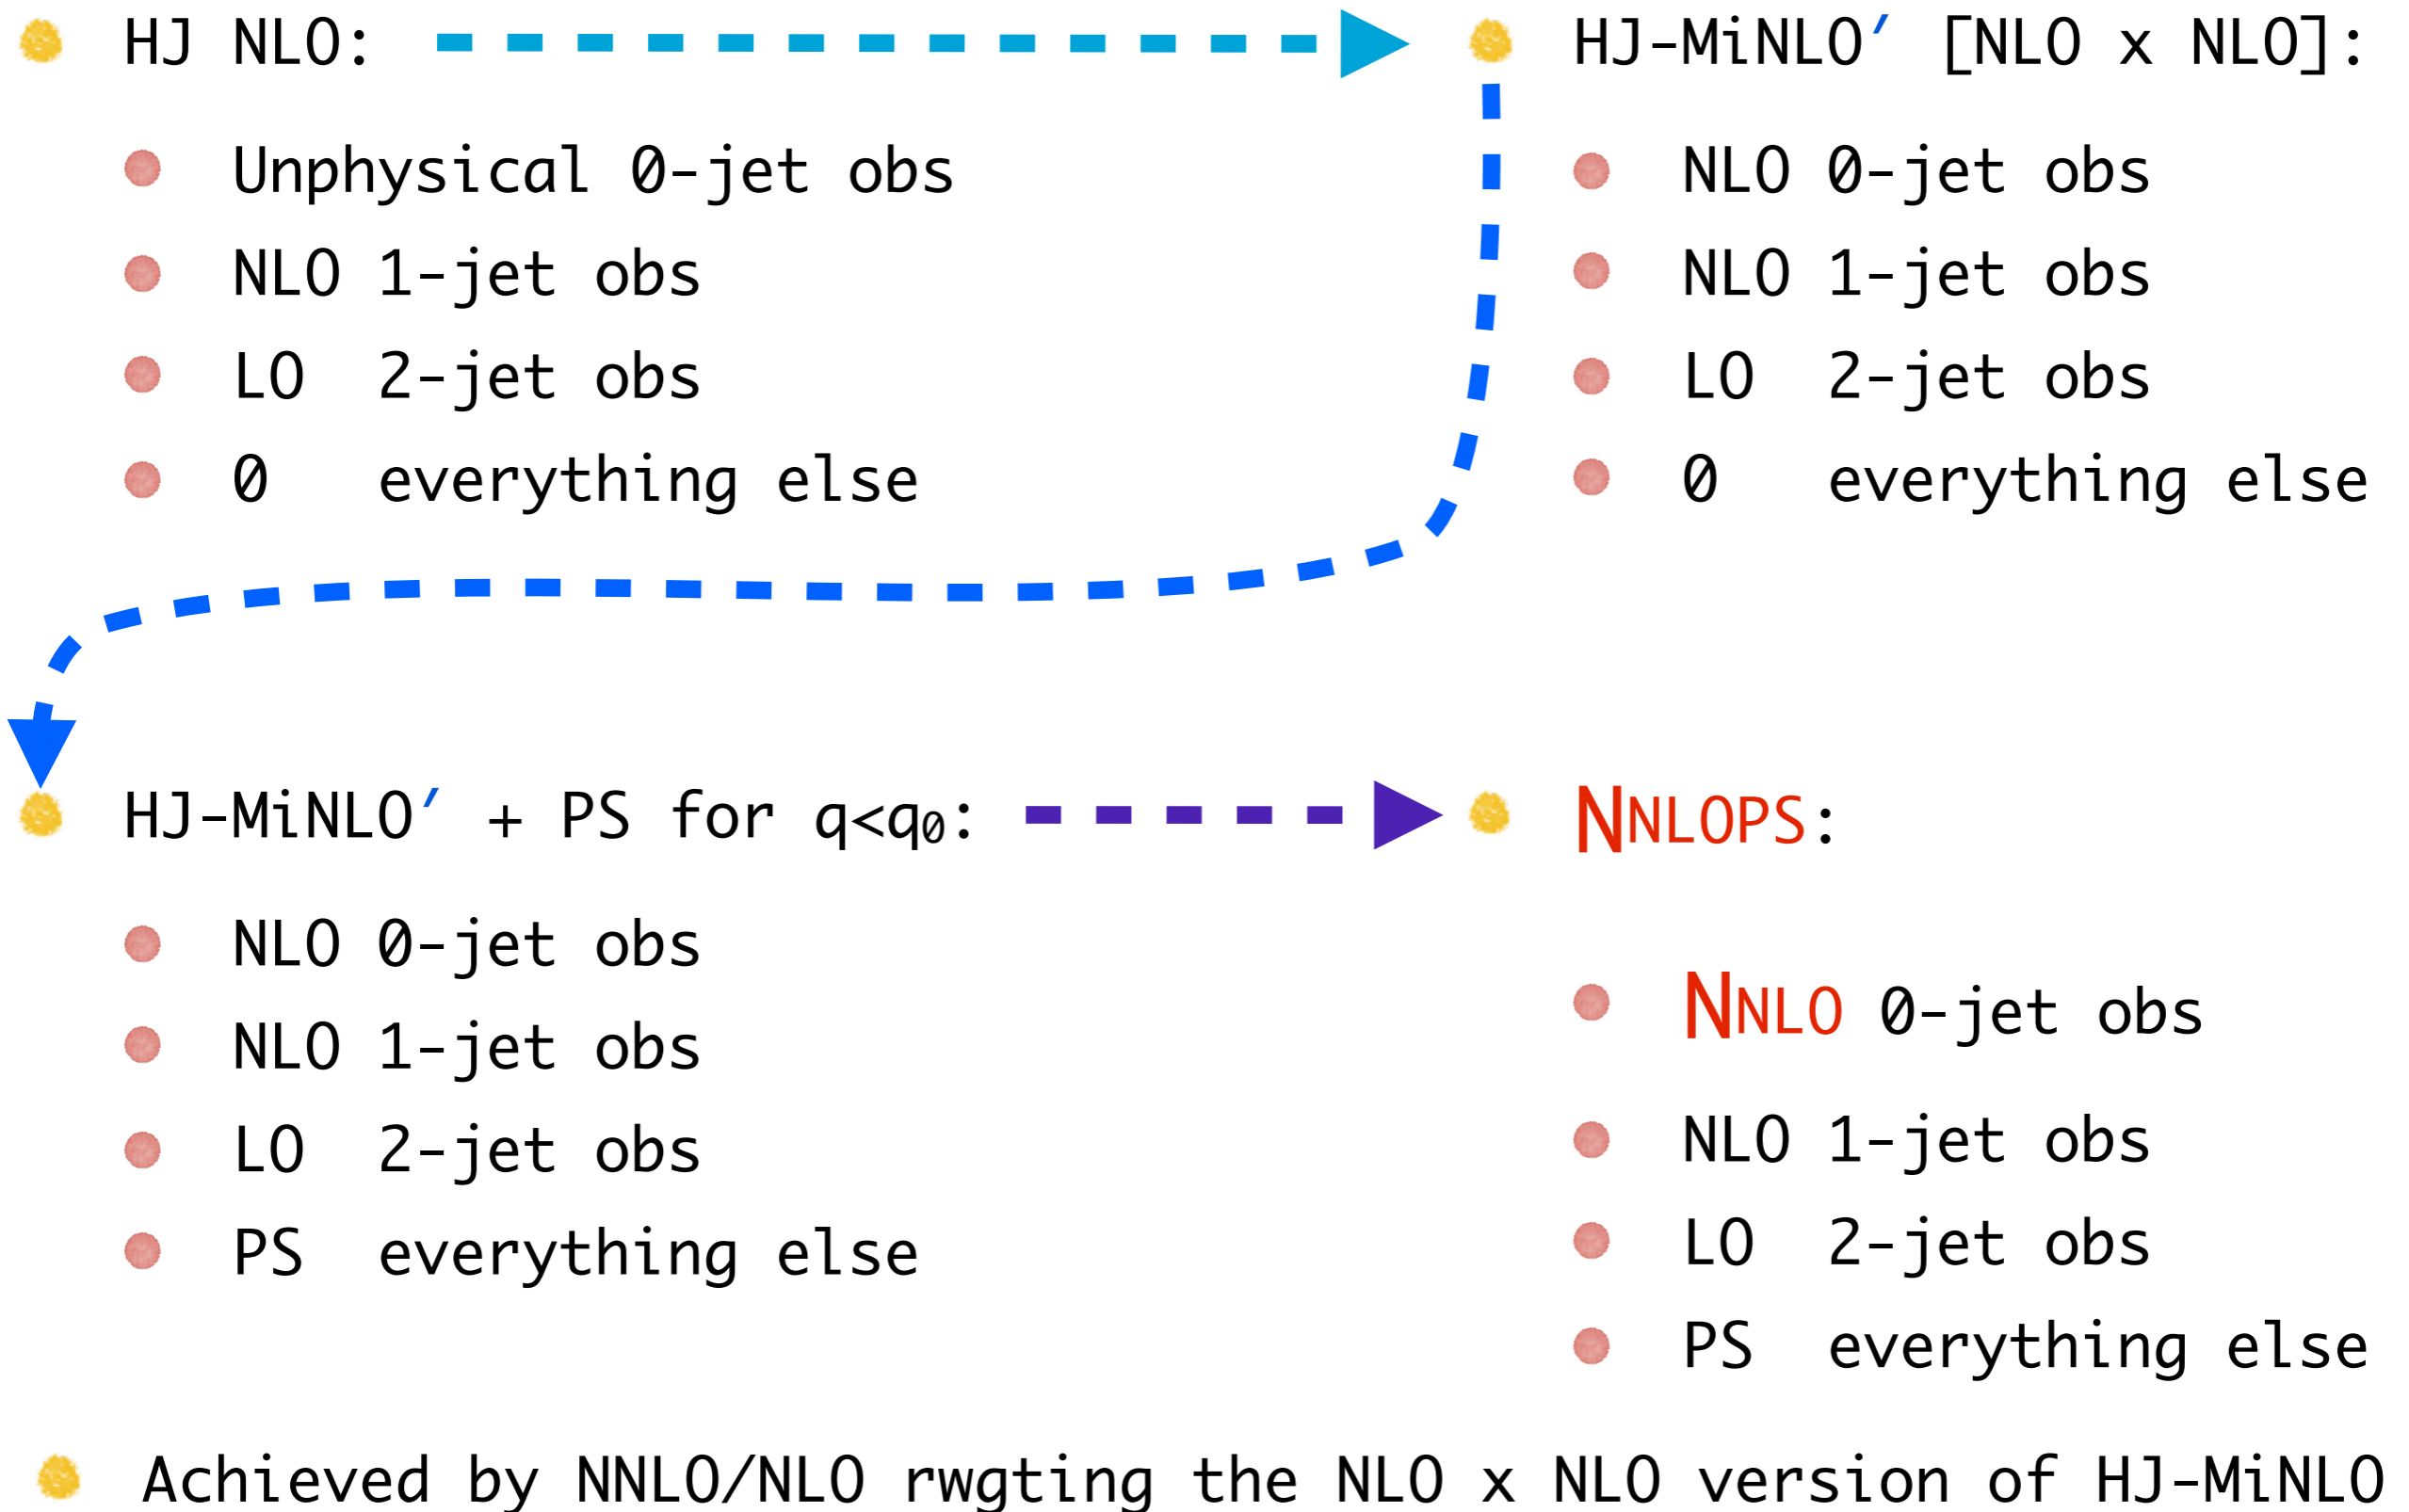 HJ NLO:
Unphysical 0-jet obs
NLO 1-jet obs
LO 2-jet obs
0 everything else
HJ-MiNLO′ [NLO x NLO]:
NLO 0-jet obs
NLO 1-jet obs
LO 2-jet obs
0 everything else
HJ-MiNLO′ + PS for q<q₀:
NLO 0-jet obs
NLO 1-jet obs
LO 2-jet obs
PS everything else
NNLOPS:
NNLO 0-jet obs
NLO 1-jet obs
LO 2-jet obs
PS everything else
Achieved by NNLO/NLO rwgting the NLO x NLO version of HJ-MiNLO